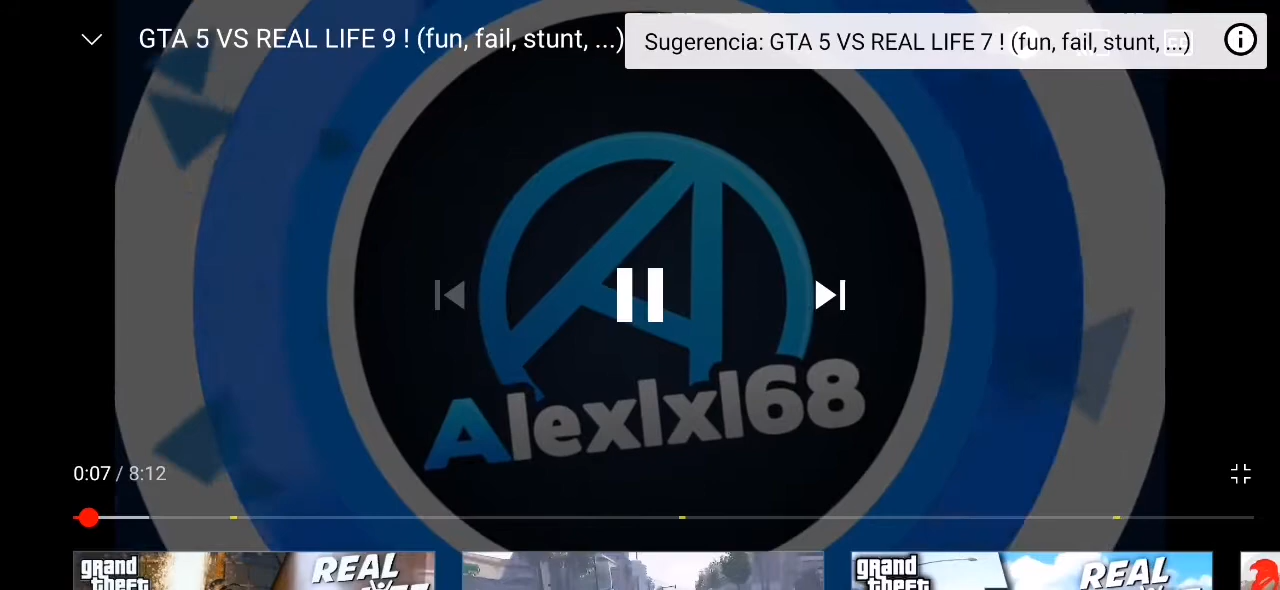 GTA 5 VS REAL LIFE 9 ! (fun, fail, stunt, ...)
Sugerencia: GTA 5 VS REAL LIFE 7 ! (fun, fail, stunt, ...)
Alexlxl68
0:07 / 8:12
grand
theft
REAL
grand
theft
REAL